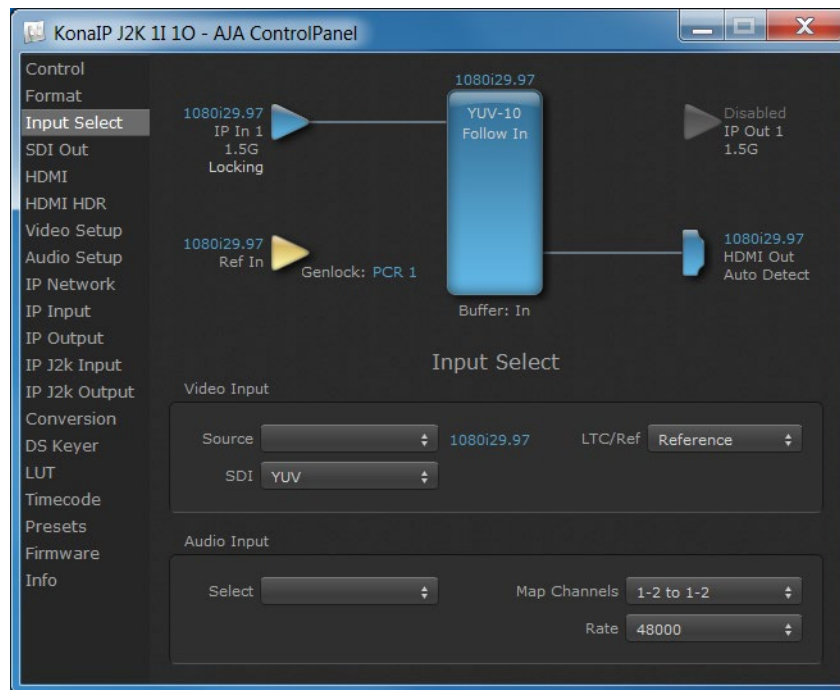 KonaIP J2K 1I 1O - AJA ControlPanel
Control
Format
Input Select
SDI Out
HDMI
HDMI HDR
Video Setup
Audio Setup
IP Network
IP Input
IP Output
IP J2k Input
IP J2k Output
Conversion
DS Keyer
LUT
Timecode
Presets
Firmware
Info
1080i29.97
IP In 1
1.5G
Locking
1080i29.97
Ref In
Genlock: PCR 1
1080i29.97
YUV-10
Follow In
Buffer: In
Disabled
IP Out 1
1.5G
1080i29.97
HDMI Out
Auto Detect
Input Select
Video Input
Source 1080i29.97 LTC/Ref Reference
SDI YUV
Audio Input
Select Map Channels 1-2 to 1-2
Rate 48000